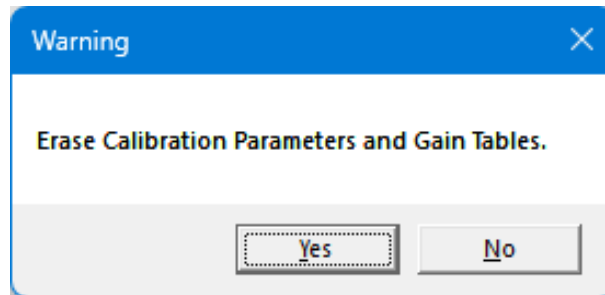 Warning
Erase Calibration Parameters and Gain Tables.
Yes No